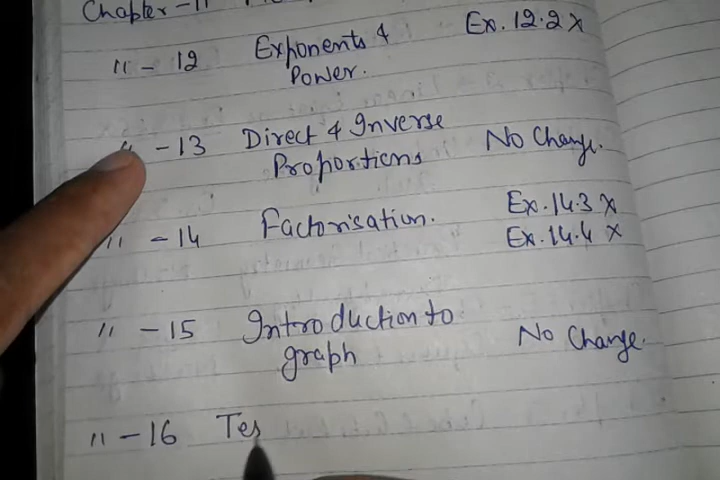 Chapter - 11
" - 12 Exponents & Ex. 12.2 x
Power.
" - 13 Direct & Inverse No Change.
Proportions
" - 14 Factorisation. Ex. 14.3 x
Ex. 14.4 x
" - 15 Introduction to No Change.
graph
" - 16 Tes